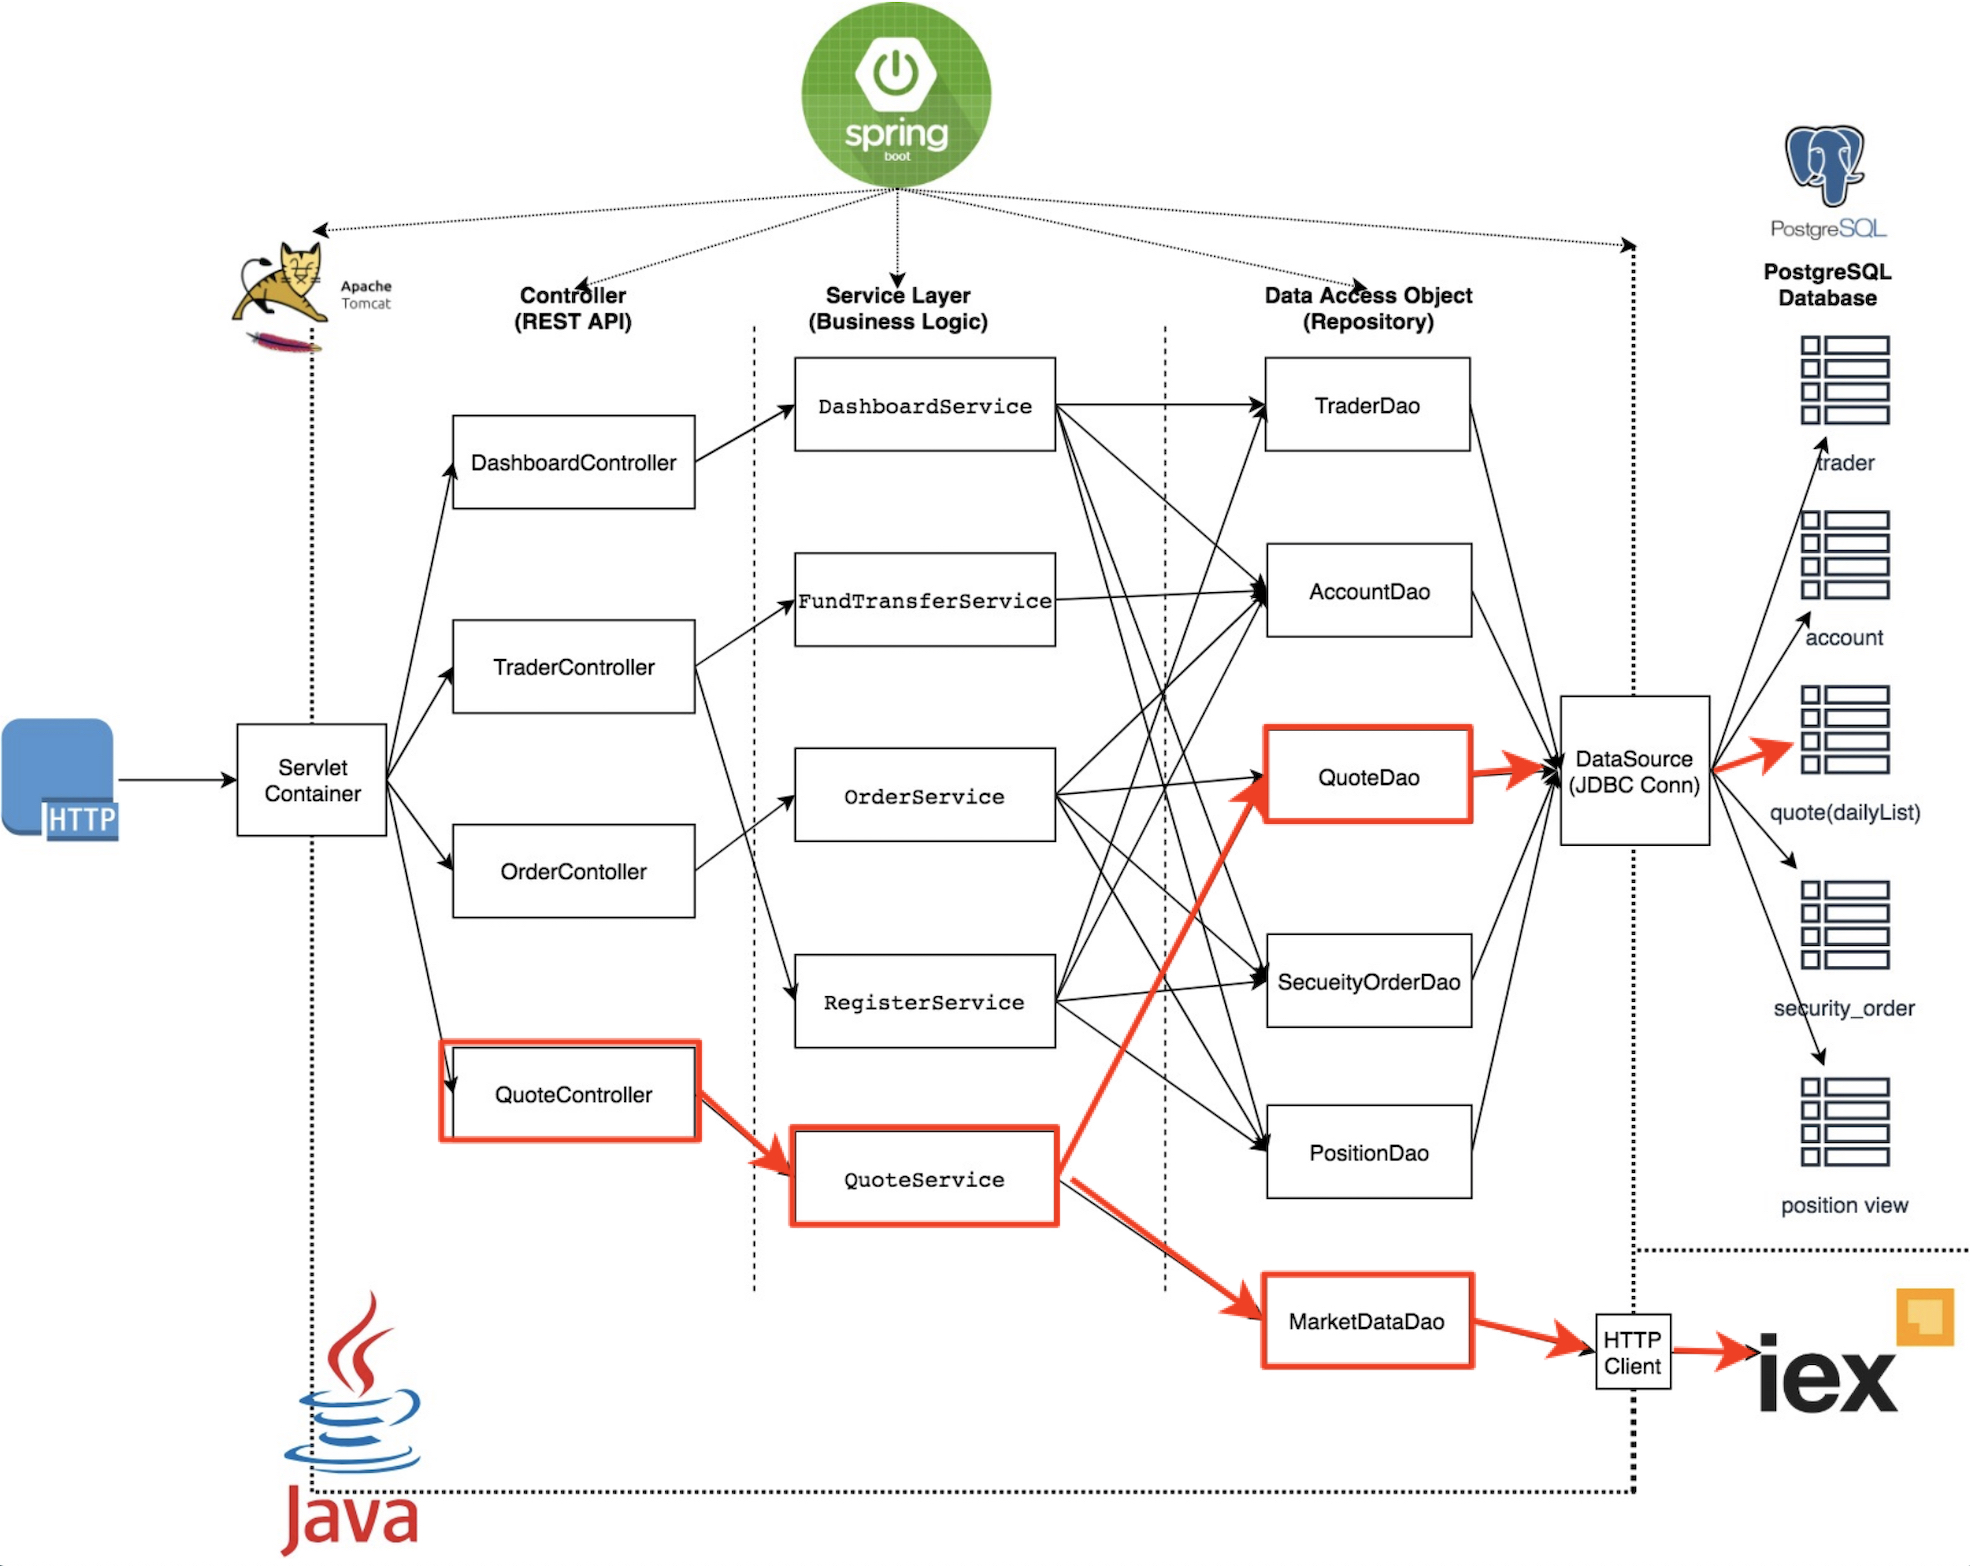 spring
boot
PostgreSQL
Apache
Tomcat
Controller
(REST API)
Service Layer
(Business Logic)
Data Access Object
(Repository)
PostgreSQL
Database
DashboardController
TraderController
OrderContoller
QuoteController
DashboardService
FundTransferService
OrderService
RegisterService
QuoteService
TraderDao
AccountDao
QuoteDao
SecueityOrderDao
PositionDao
MarketDataDao
HTTP
Servlet
Container
DataSource
(JDBC Conn)
trader
account
quote(dailyList)
security_order
position view
HTTP
Client
iex
Java